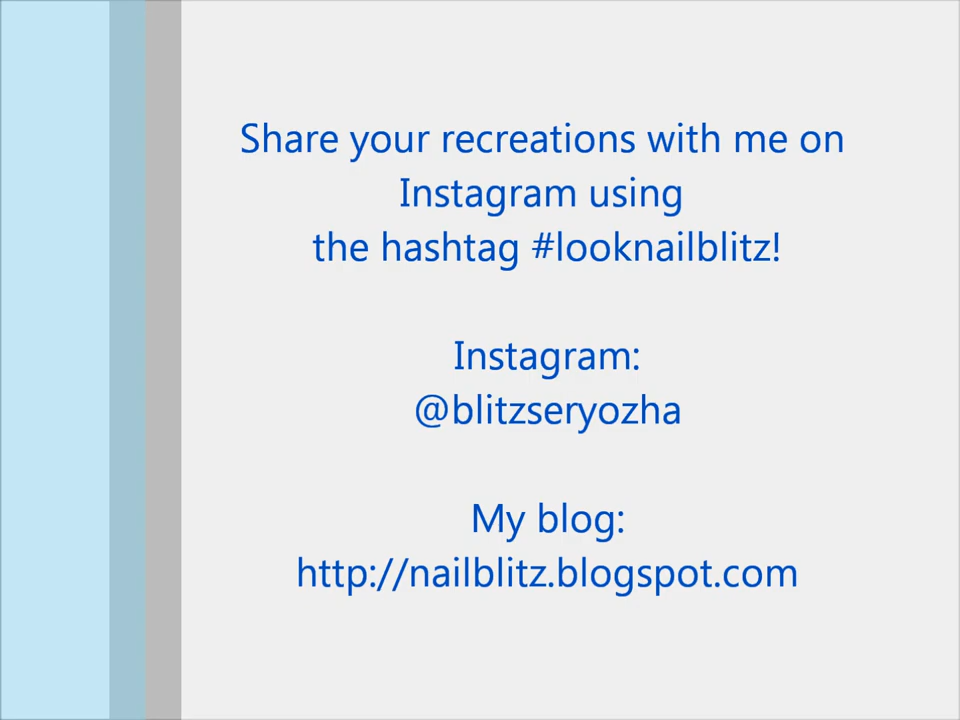 Share your recreations with me on
Instagram using
the hashtag #looknailblitz!
Instagram:
@blitzseryozha
My blog:
http://nailblitz.blogspot.com